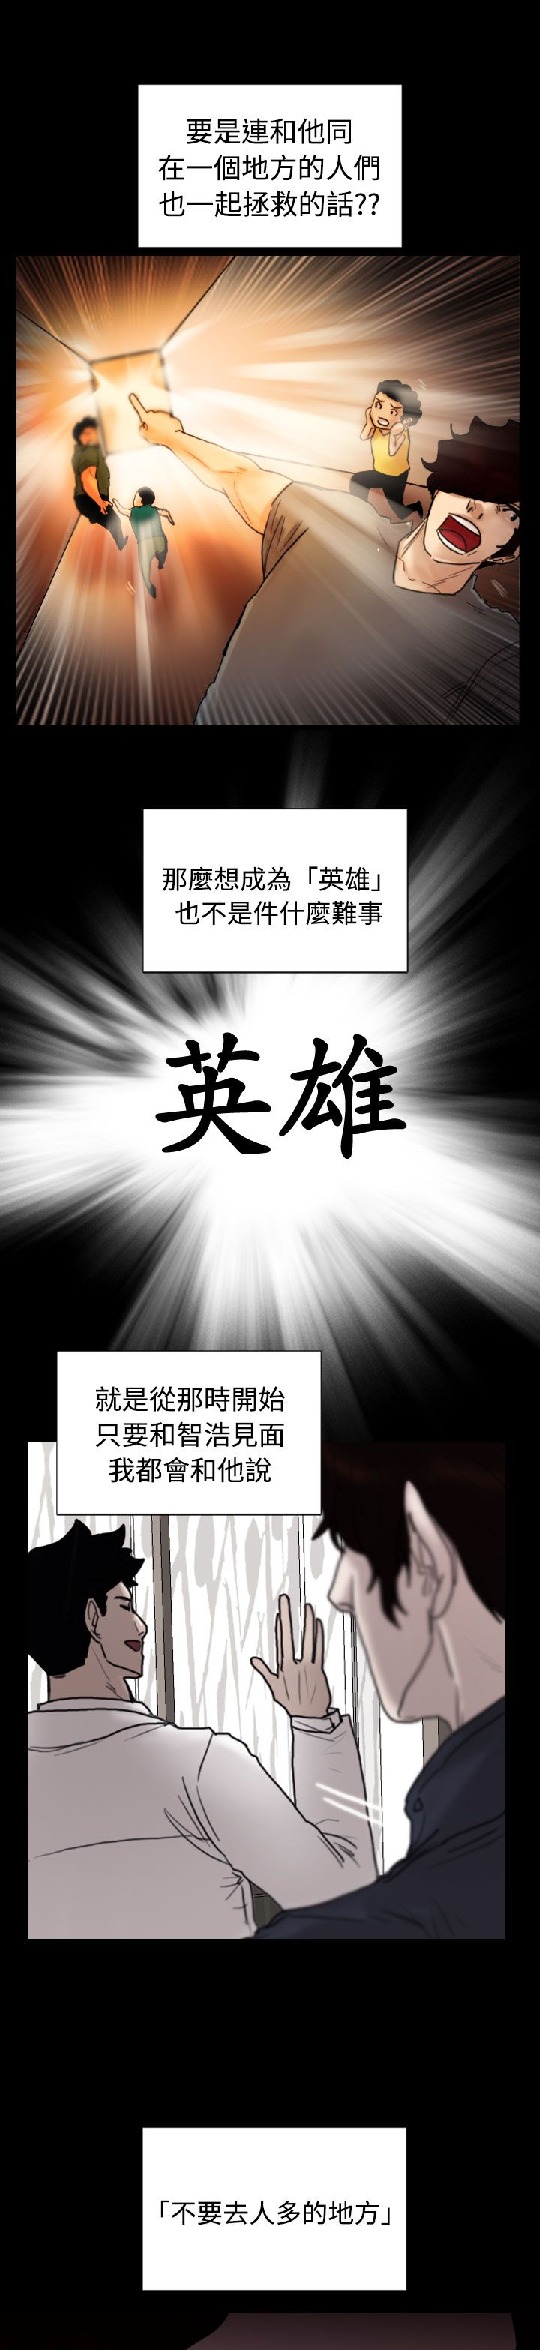 要是連和他同
在一個地方的人們
也一起拯救的話??
那麼想成為「英雄」
也不是件什麼難事
英雄
就是從那時開始
只要和智浩見面
我都會和他說
「不要去人多的地方」